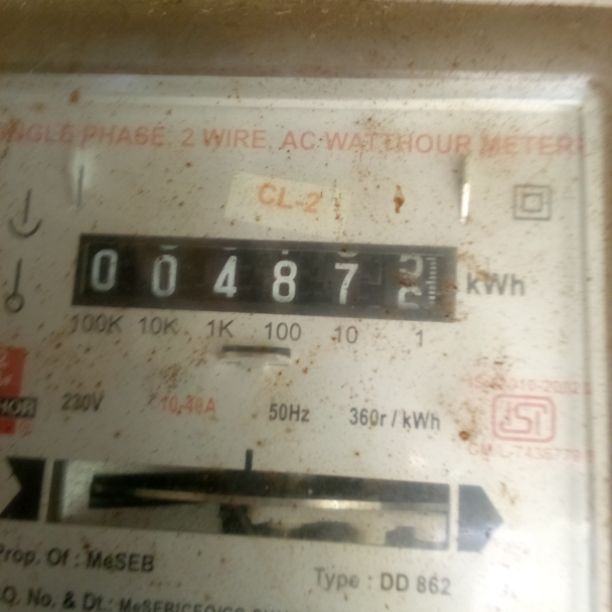 SINGLE PHASE, 2 WIRE, AC WATTHOUR METER
CL-2
0 0 4 8 7 kWh
100K 10K 1K 100 10 1
230V 10-40A 50Hz 360r / kWh
ISI
Prop. Of : MeSEB
Type : DD 862